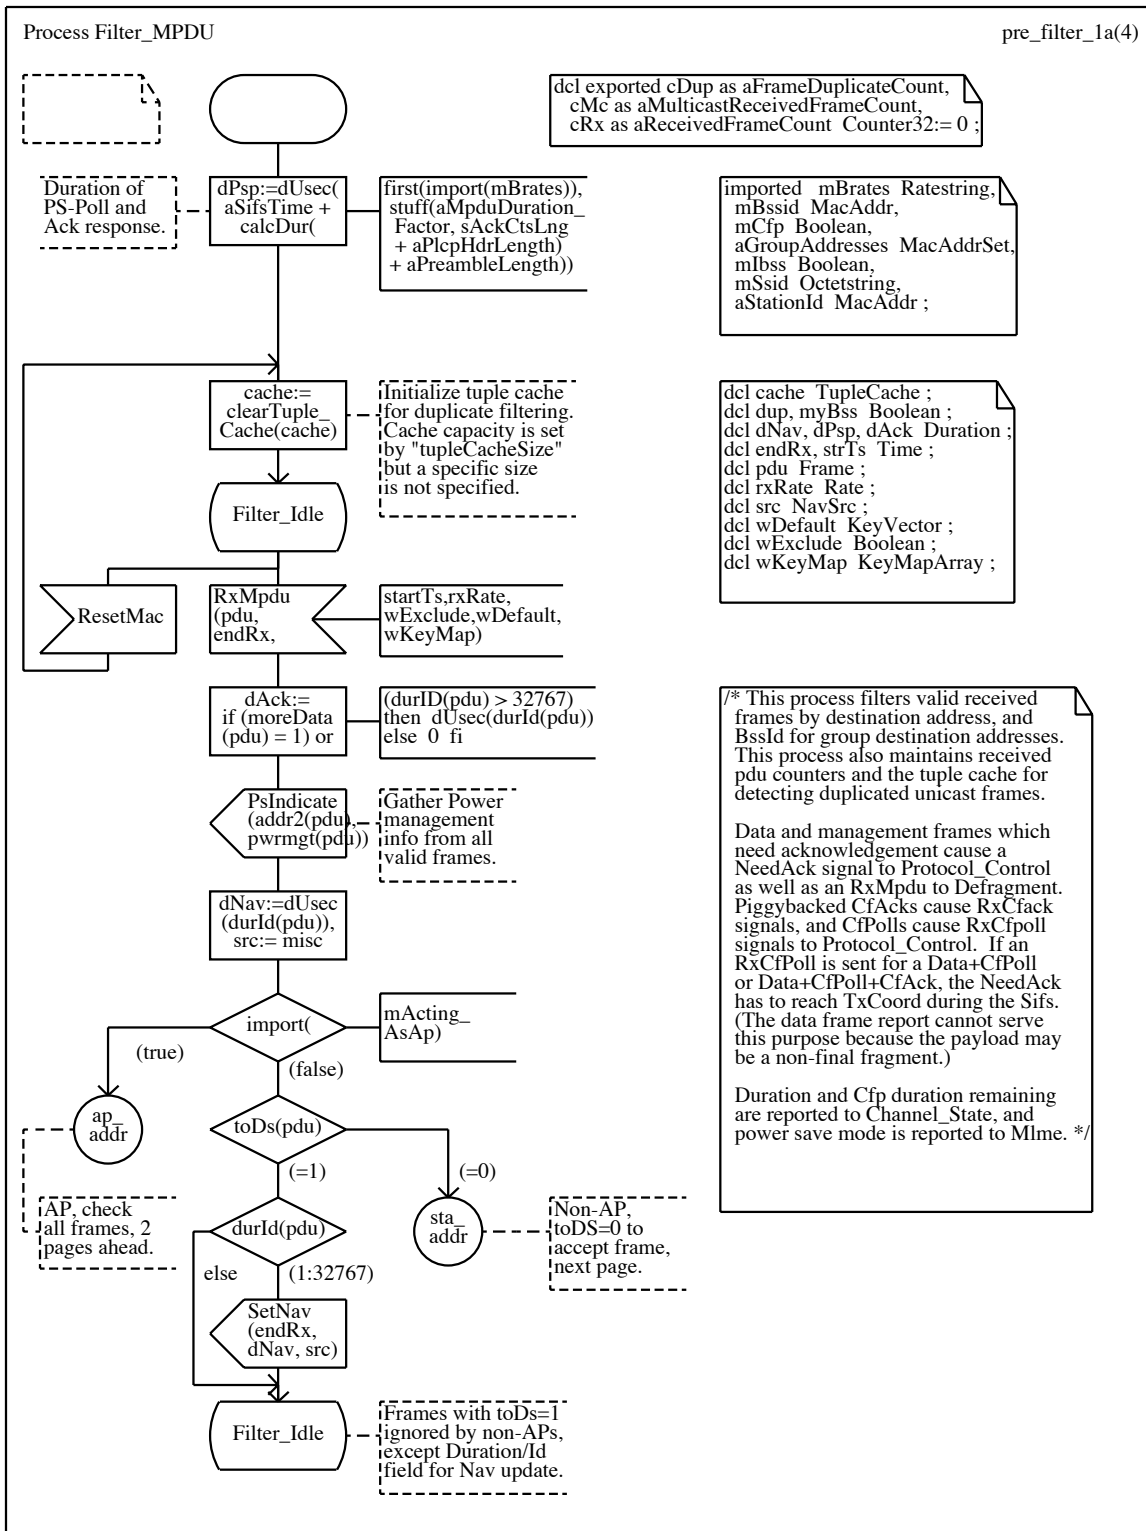 Process Filter_MPDU
pre_filter_1a(4)
dcl exported cDup as aFrameDuplicateCount,
cMc as aMulticastReceivedFrameCount,
cRx as aReceivedFrameCount Counter32:= 0 ;
Duration of
PS-Poll and
Ack response.
dPsp:=dUsec(
aSifsTime +
calcDur(
first(import(mBrates)),
stuff(aMpduDuration_
Factor, sAckCtsLng
+ aPlcpHdrLength)
+ aPreambleLength))
imported mBrates Ratestring,
mBssid MacAddr,
mCfp Boolean,
aGroupAddresses MacAddrSet,
mIbss Boolean,
mSsid Octetstring,
aStationId MacAddr ;
cache:=
clearTuple_
Cache(cache)
Initialize tuple cache
for duplicate filtering.
Cache capacity is set
by "tupleCacheSize"
but a specific size
is not specified.
dcl cache TupleCache ;
dcl dup, myBss Boolean ;
dcl dNav, dPsp, dAck Duration ;
dcl endRx, strTs Time ;
dcl pdu Frame ;
dcl rxRate Rate ;
dcl src NavSrc ;
dcl wDefault KeyVector ;
dcl wExclude Boolean ;
dcl wKeyMap KeyMapArray ;
Filter_Idle
ResetMac
RxMpdu
(pdu,
endRx,
startTs,rxRate,
wExclude,wDefault,
wKeyMap)
dAck:=
if (moreData
(pdu) = 1) or
(durID(pdu) > 32767)
then dUsec(durId(pdu))
else 0 fi
/* This process filters valid received
frames by destination address, and
BssId for group destination addresses.
This process also maintains received
pdu counters and the tuple cache for
detecting duplicated unicast frames.
Data and management frames which
need acknowledgement cause a
NeedAck signal to Protocol_Control
as well as an RxMpdu to Defragment.
Piggybacked CfAcks cause RxCfack
signals, and CfPolls cause RxCfpoll
signals to Protocol_Control. If an
RxCfPoll is sent for a Data+CfPoll
or Data+CfPoll+CfAck, the NeedAck
has to reach TxCoord during the Sifs.
(The data frame report cannot serve
this purpose because the payload may
be a non-final fragment.)
Duration and Cfp duration remaining
are reported to Channel_State, and
power save mode is reported to Mlme. */
PsIndicate
(addr2(pdu),
pwrmgt(pdu))
Gather Power
management
info from all
valid frames.
dNav:=dUsec
(durId(pdu)),
src:= misc
import(
mActing_
AsAp)
(true)
(false)
ap_
addr
toDs(pdu)
(=1)
(=0)
AP, check
all frames, 2
pages ahead.
durId(pdu)
sta_
addr
Non-AP,
toDS=0 to
accept frame,
next page.
else
(1:32767)
SetNav
(endRx,
dNav, src)
Filter_Idle
Frames with toDs=1
ignored by non-APs,
except Duration/Id
field for Nav update.